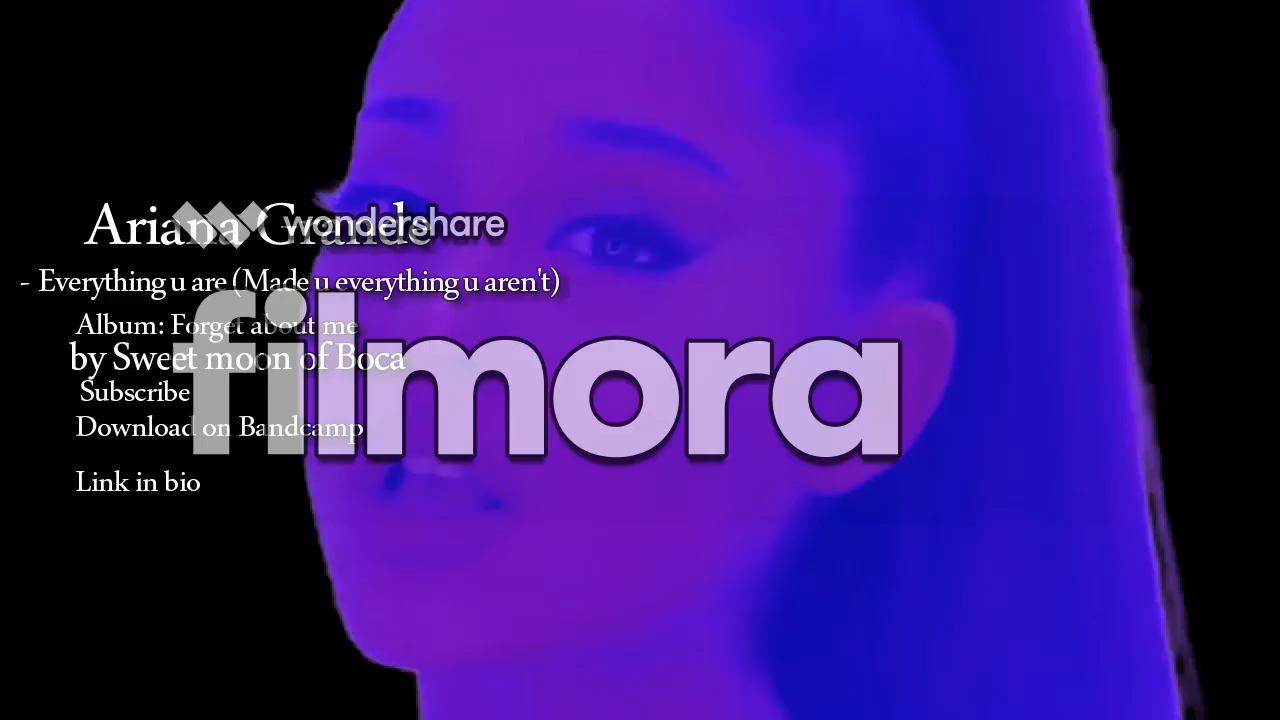 Ariana Grande
wondershare
- Everything u are (Made u everything u aren't)
Album: Forget about me
by Sweet moon of Boca
filmora
Subscribe
Download on Bandcamp
Link in bio